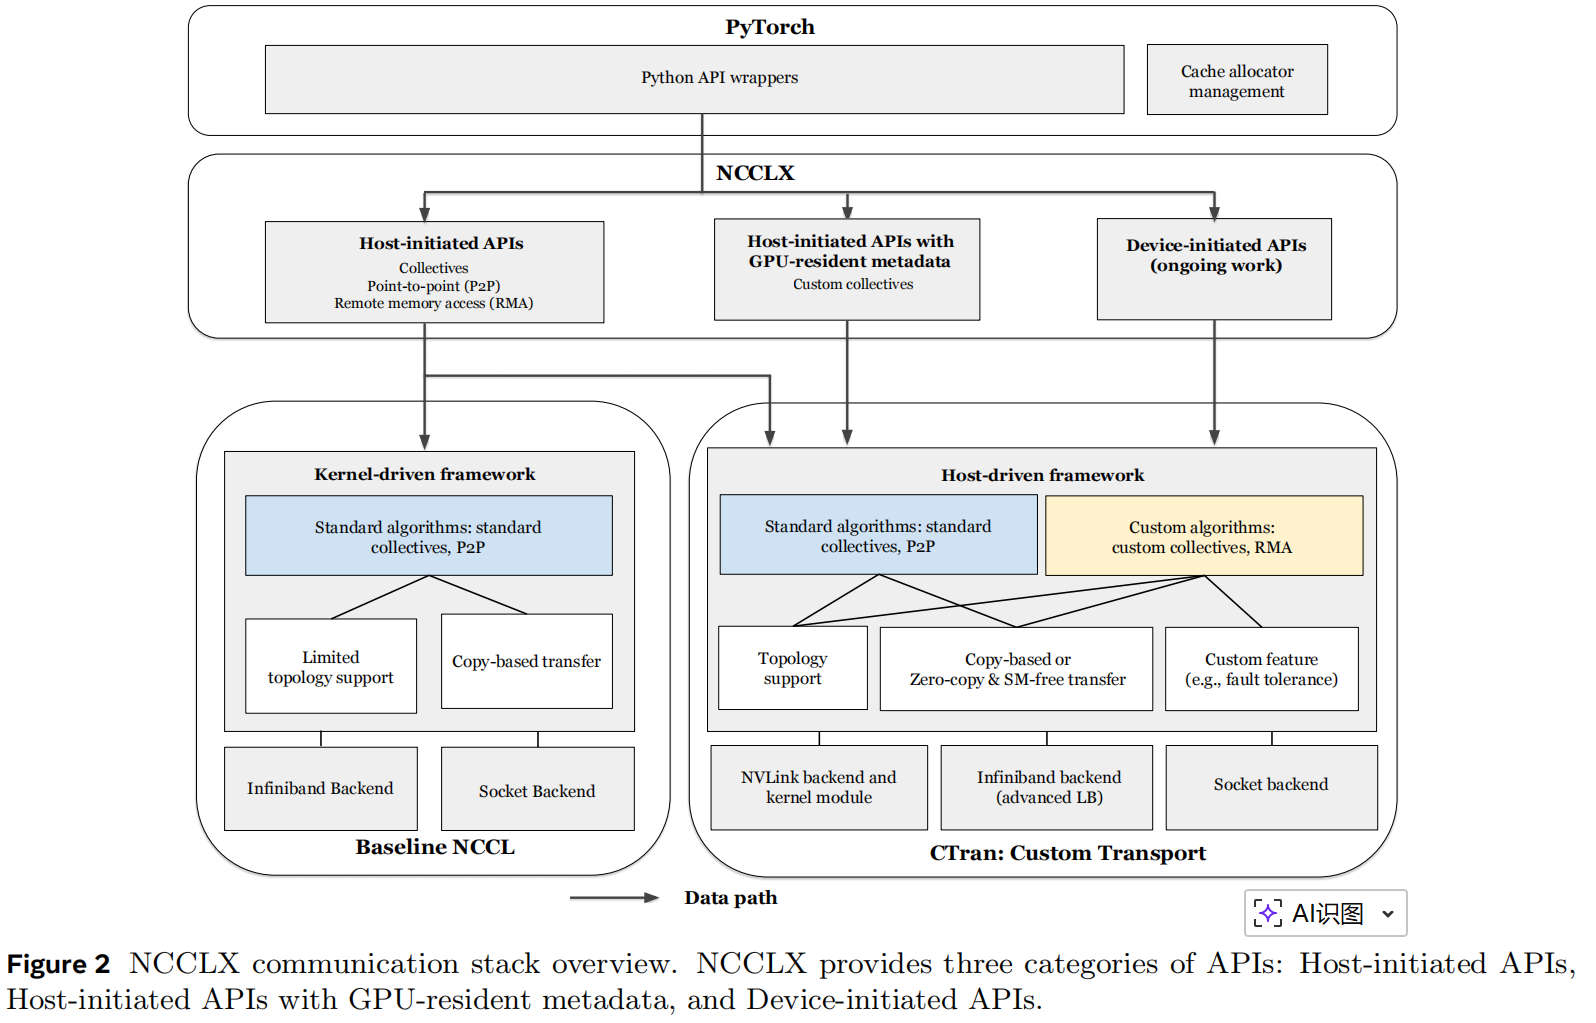 PyTorch
Python API wrappers
Cache allocator
management
NCCLX
Host-initiated APIs
Collectives
Point-to-point (P2P)
Remote memory access (RMA)
Host-initiated APIs with
GPU-resident metadata
Custom collectives
Device-initiated APIs
(ongoing work)
Kernel-driven framework
Standard algorithms: standard
collectives, P2P
Limited
topology support
Copy-based transfer
Infiniband Backend
Socket Backend
Baseline NCCL
Host-driven framework
Standard algorithms: standard
collectives, P2P
Custom algorithms:
custom collectives, RMA
Topology
support
Copy-based or
Zero-copy & SM-free transfer
Custom feature
(e.g., fault tolerance)
NVLink backend and
kernel module
Infiniband backend
(advanced LB)
Socket backend
CTran: Custom Transport
Data path
AI识图
Figure 2 NCCLX communication stack overview. NCCLX provides three categories of APIs: Host-initiated APIs,
Host-initiated APIs with GPU-resident metadata, and Device-initiated APIs.